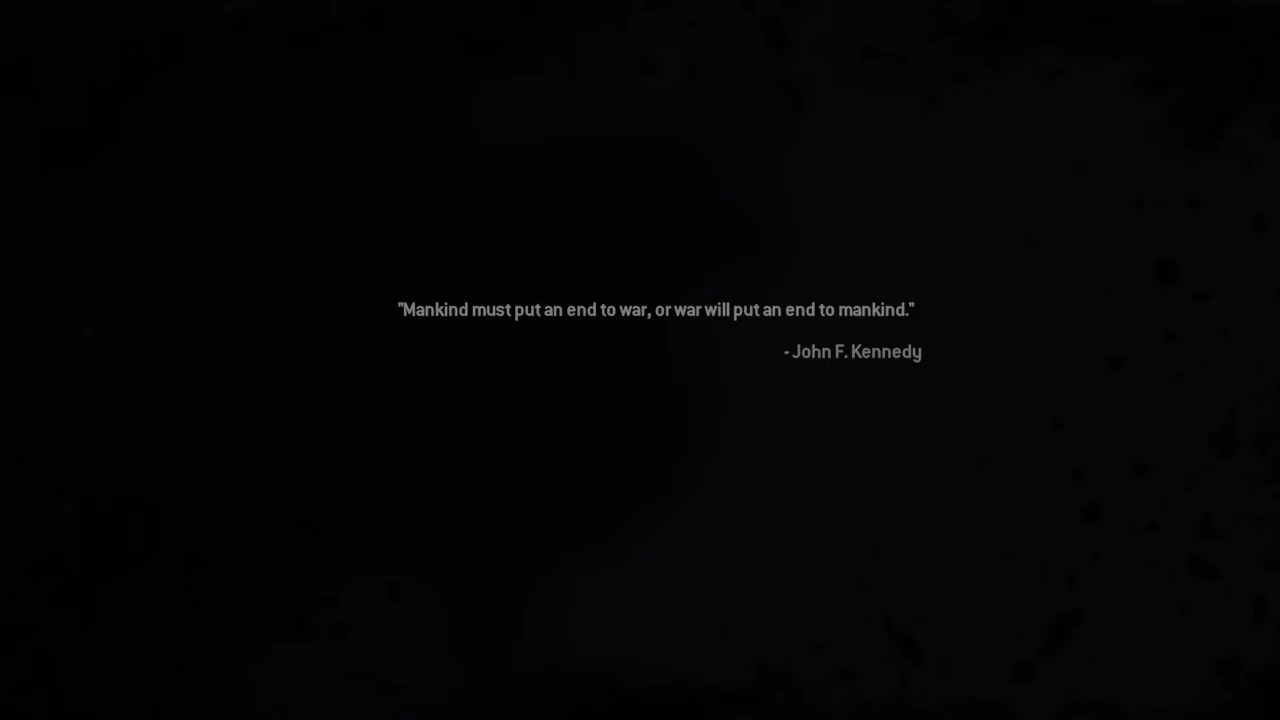 "Mankind must put an end to war, or war will put an end to mankind."
- John F. Kennedy